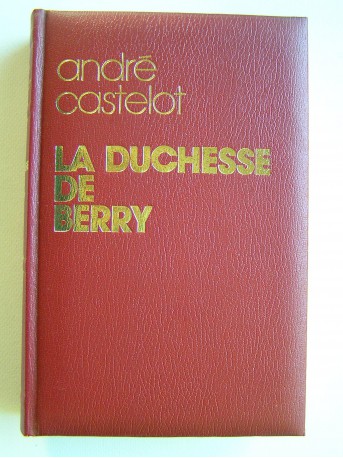 andré
castelot
LA DUCHESSE
DE
BERRY